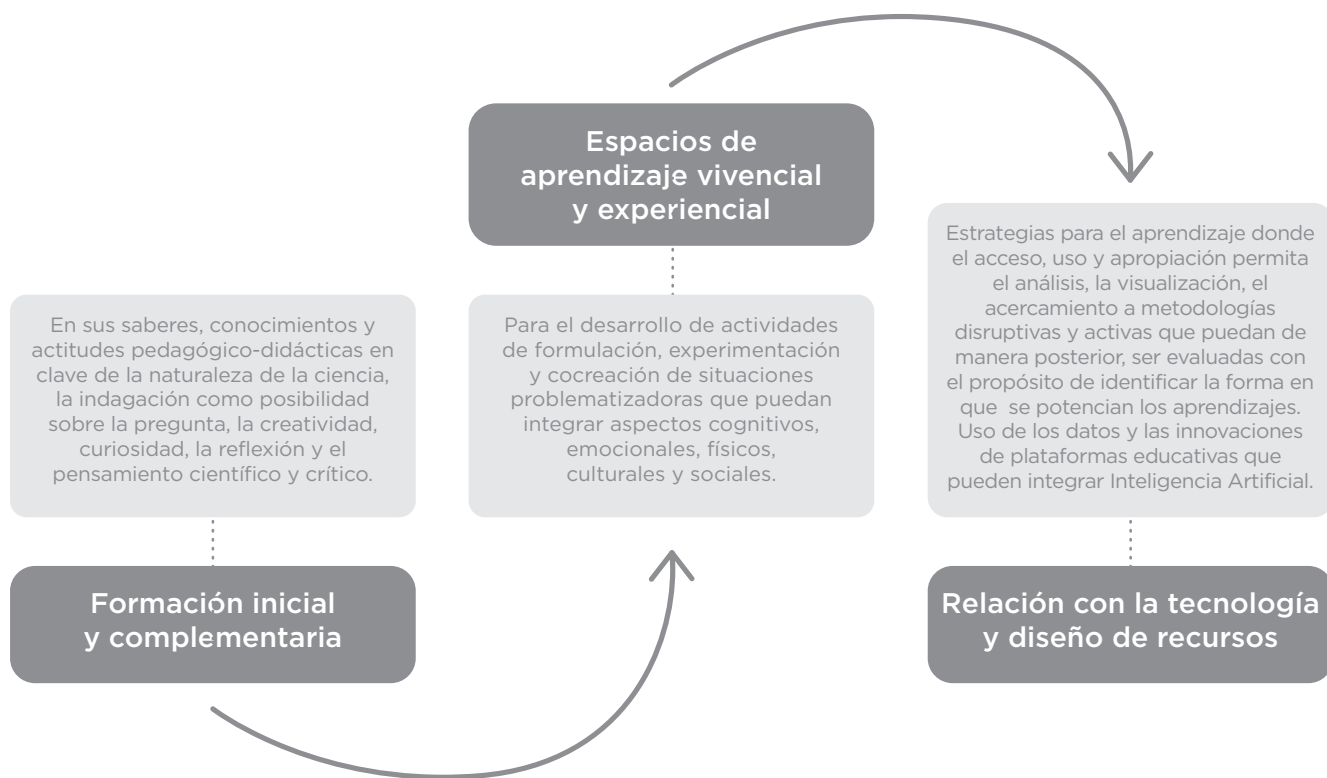 En sus saberes, conocimientos y
actitudes pedagógico-didácticas en
clave de la naturaleza de la ciencia,
la indagación como posibilidad
sobre la pregunta, la creatividad,
curiosidad, la reflexión y el
pensamiento científico y crítico.
Formación inicial
y complementaria
Espacios de
aprendizaje vivencial
y experiencial
Para el desarrollo de actividades
de formulación, experimentación
y cocreación de situaciones
problematizadoras que puedan
integrar aspectos cognitivos,
emocionales, físicos,
culturales y sociales.
Estrategias para el aprendizaje donde
el acceso, uso y apropiación permita
el análisis, la visualización, el
acercamiento a metodologías
disruptivas y activas que puedan de
manera posterior, ser evaluadas con
el propósito de identificar la forma en
que se potencian los aprendizajes.
Uso de los datos y las innovaciones
de plataformas educativas que
pueden integrar Inteligencia Artificial.
Relación con la tecnología
y diseño de recursos